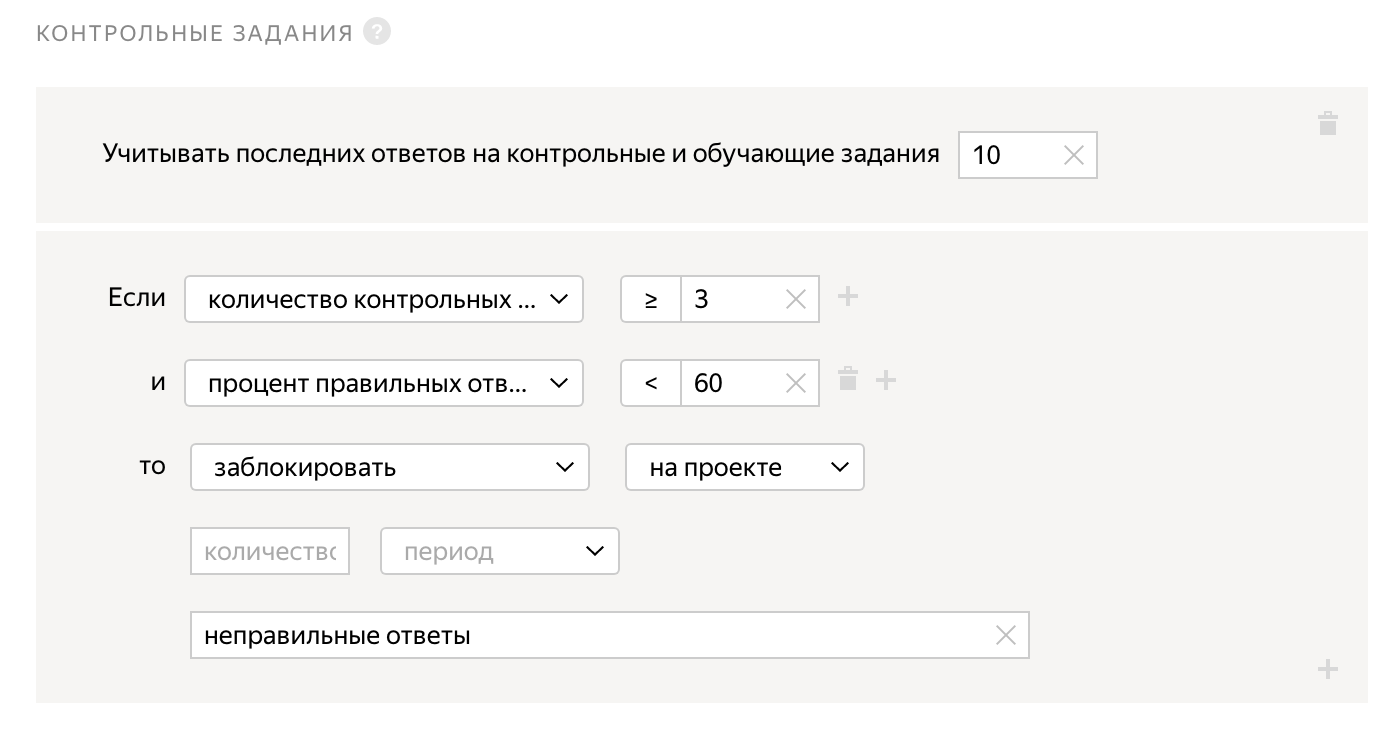 КОНТРОЛЬНЫЕ ЗАДАНИЯ ?
Учитывать последних ответов на контрольные и обучающие задания 10
Если количество контрольных ... ≥ 3
и процент правильных отв... < 60
то заблокировать на проекте
количество период
неправильные ответы